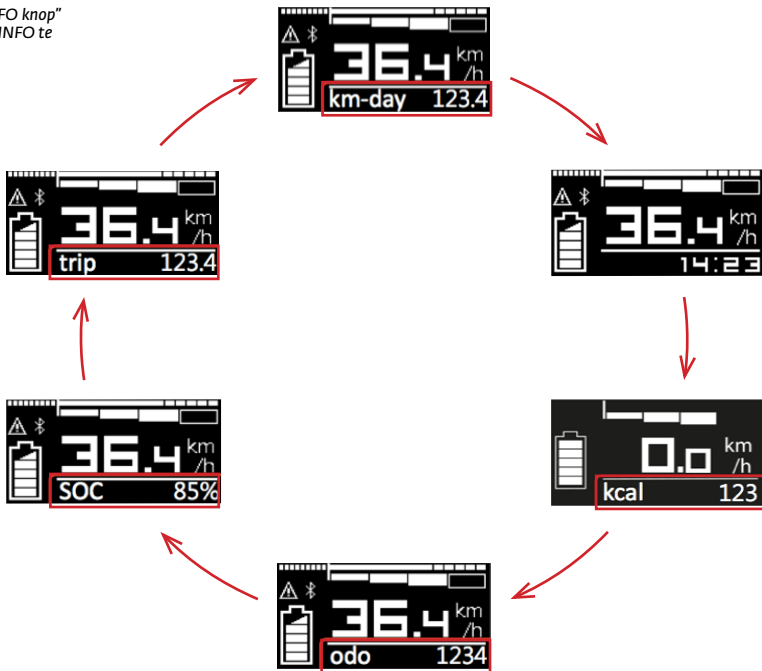 FO knop"
INFO te
36.4 km/h
km-day 123.4
36.4 km/h
trip 123.4
36.4 km/h
14:23
36.4 km/h
SOC 85%
0.0 km/h
kcal 123
36.4 km/h
odo 1234